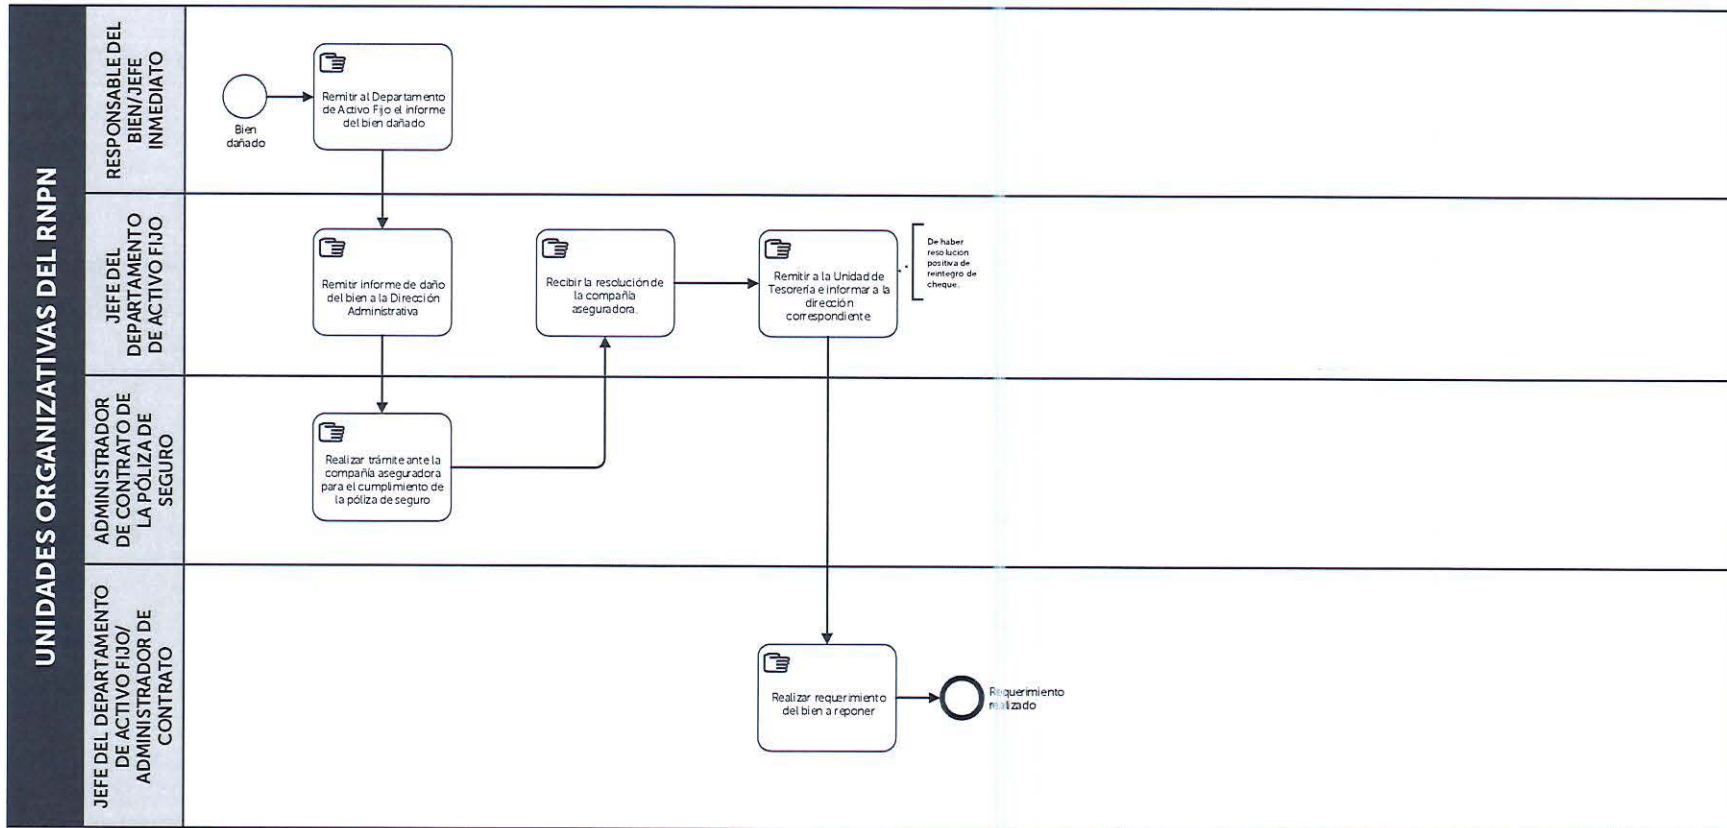 UNIDADES ORGANIZATIVAS DEL RNPN
RESPONSABLE DEL
BIEN/JEFE
INMEDIATO
Bien
dañado
Remitir al Departamento
de Activo Fijo el informe
del bien dañado
JEFE DEL
DEPARTAMENTO
DE ACTIVO FIJO
Remitir informe de daño
del bien a la Dirección
Administrativa
Recibir la resolución de
la compañía
aseguradora.
Remitir a la Unidad de
Tesorería e informar a la
dirección
correspondiente
De haber
resolucion
positiva de
reintegro de
cheque.
ADMINISTRADOR
DE CONTRATO DE
LA PÓLIZA DE
SEGURO
Realizar trámite ante la
compañía aseguradora
para el cumplimiento de
la póliza de seguro
JEFE DEL DEPARTAMENTO
DE ACTIVO FIJO/
ADMINISTRADOR DE
CONTRATO
Realizar requerimiento
del bien a reponer
Requerimiento
realizado